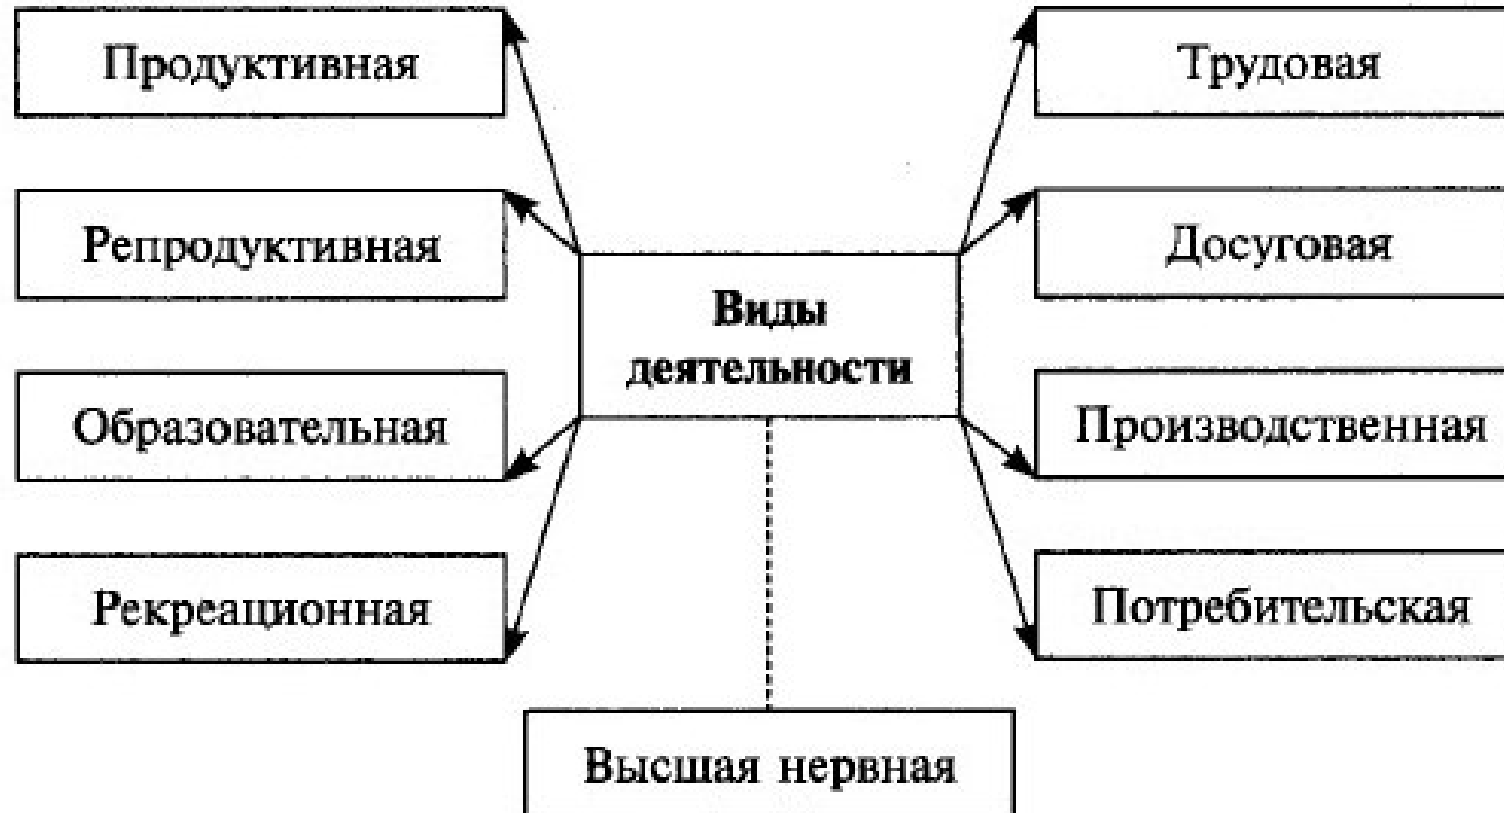 Продуктивная
Трудовая
Репродуктивная
Досуговая
Виды
деятельности
Образовательная
Производственная
Рекреационная
Потребительская
Высшая нервная